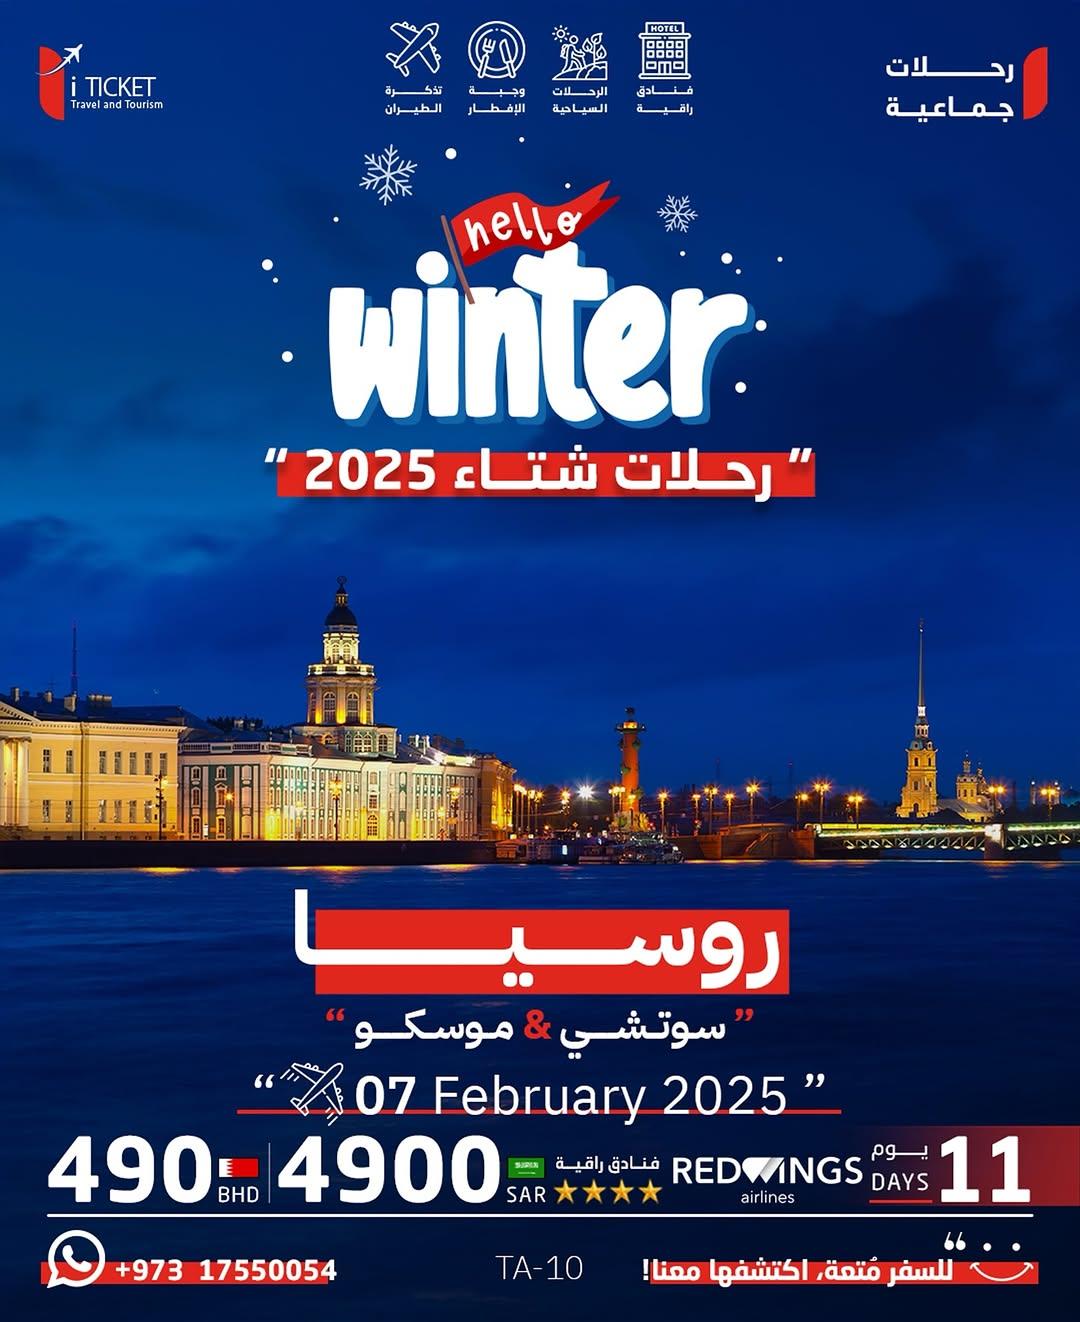 i TICKET
Travel and Tourism
تذكرة
الطيران
وجبة
الإفطار
الرحلات
السياحية
HOTEL
فنادق
راقية
رحلات
جماعية
hello
winter
" رحلات شتاء 2025 "
روسيا
" سوتشي & موسكو "
" 07 February 2025 "
490 BHD
4900 SAR
فنادق راقية
REDWINGS
airlines
يوم
DAYS
11
+973 17550054
TA-10
للسفر مُتعة، اكتشفها معنا!